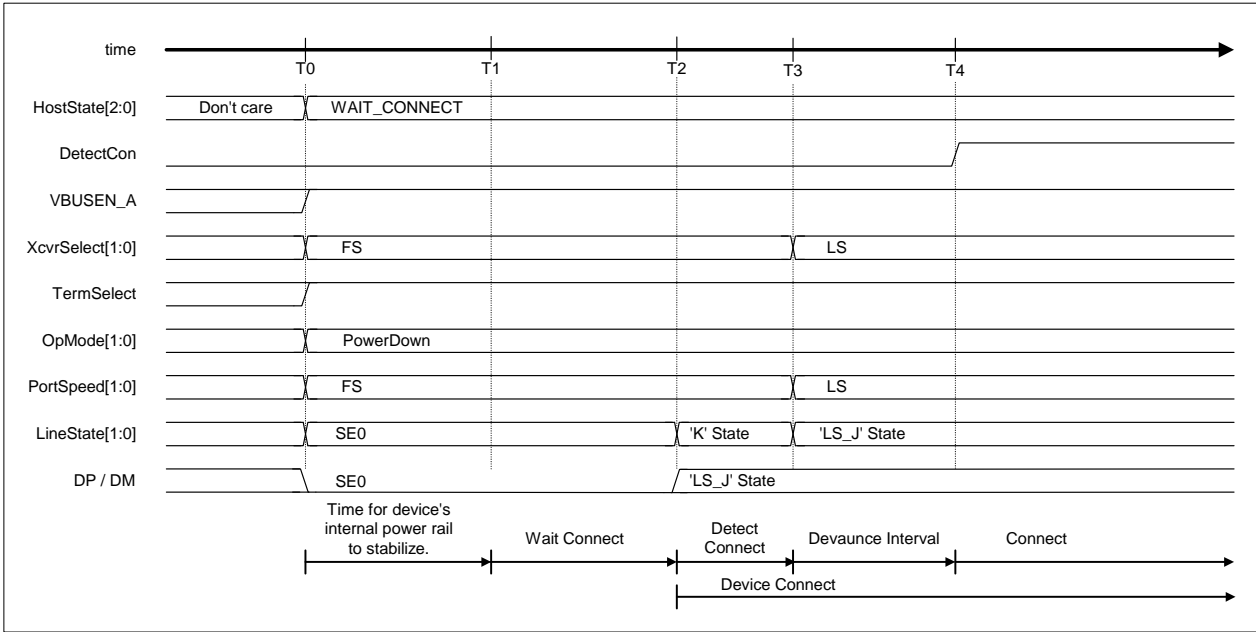 time
T0 T1 T2 T3 T4
HostState[2:0] Don't care WAIT_CONNECT
DetectCon
VBUSEN_A
XcvrSelect[1:0] FS LS
TermSelect
OpMode[1:0] PowerDown
PortSpeed[1:0] FS LS
LineState[1:0] SE0 'K' State 'LS_J' State
DP / DM SE0 'LS_J' State
Time for device's
internal power rail
to stabilize.
Wait Connect
Detect
Connect
Devaunce Interval
Connect
Device Connect